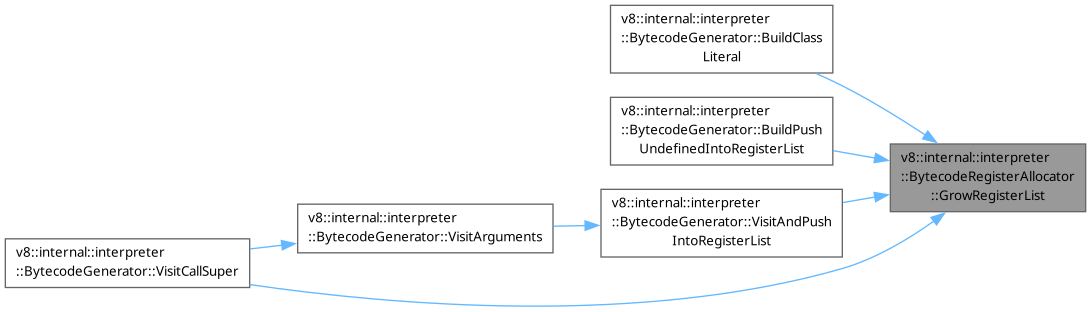 v8::internal::interpreter
::BytecodeGenerator::BuildClass
Literal
v8::internal::interpreter
::BytecodeGenerator::BuildPush
UndefinedIntoRegisterList
v8::internal::interpreter
::BytecodeRegisterAllocator
::GrowRegisterList
v8::internal::interpreter
::BytecodeGenerator::VisitAndPush
IntoRegisterList
v8::internal::interpreter
::BytecodeGenerator::VisitArguments
v8::internal::interpreter
::BytecodeGenerator::VisitCallSuper